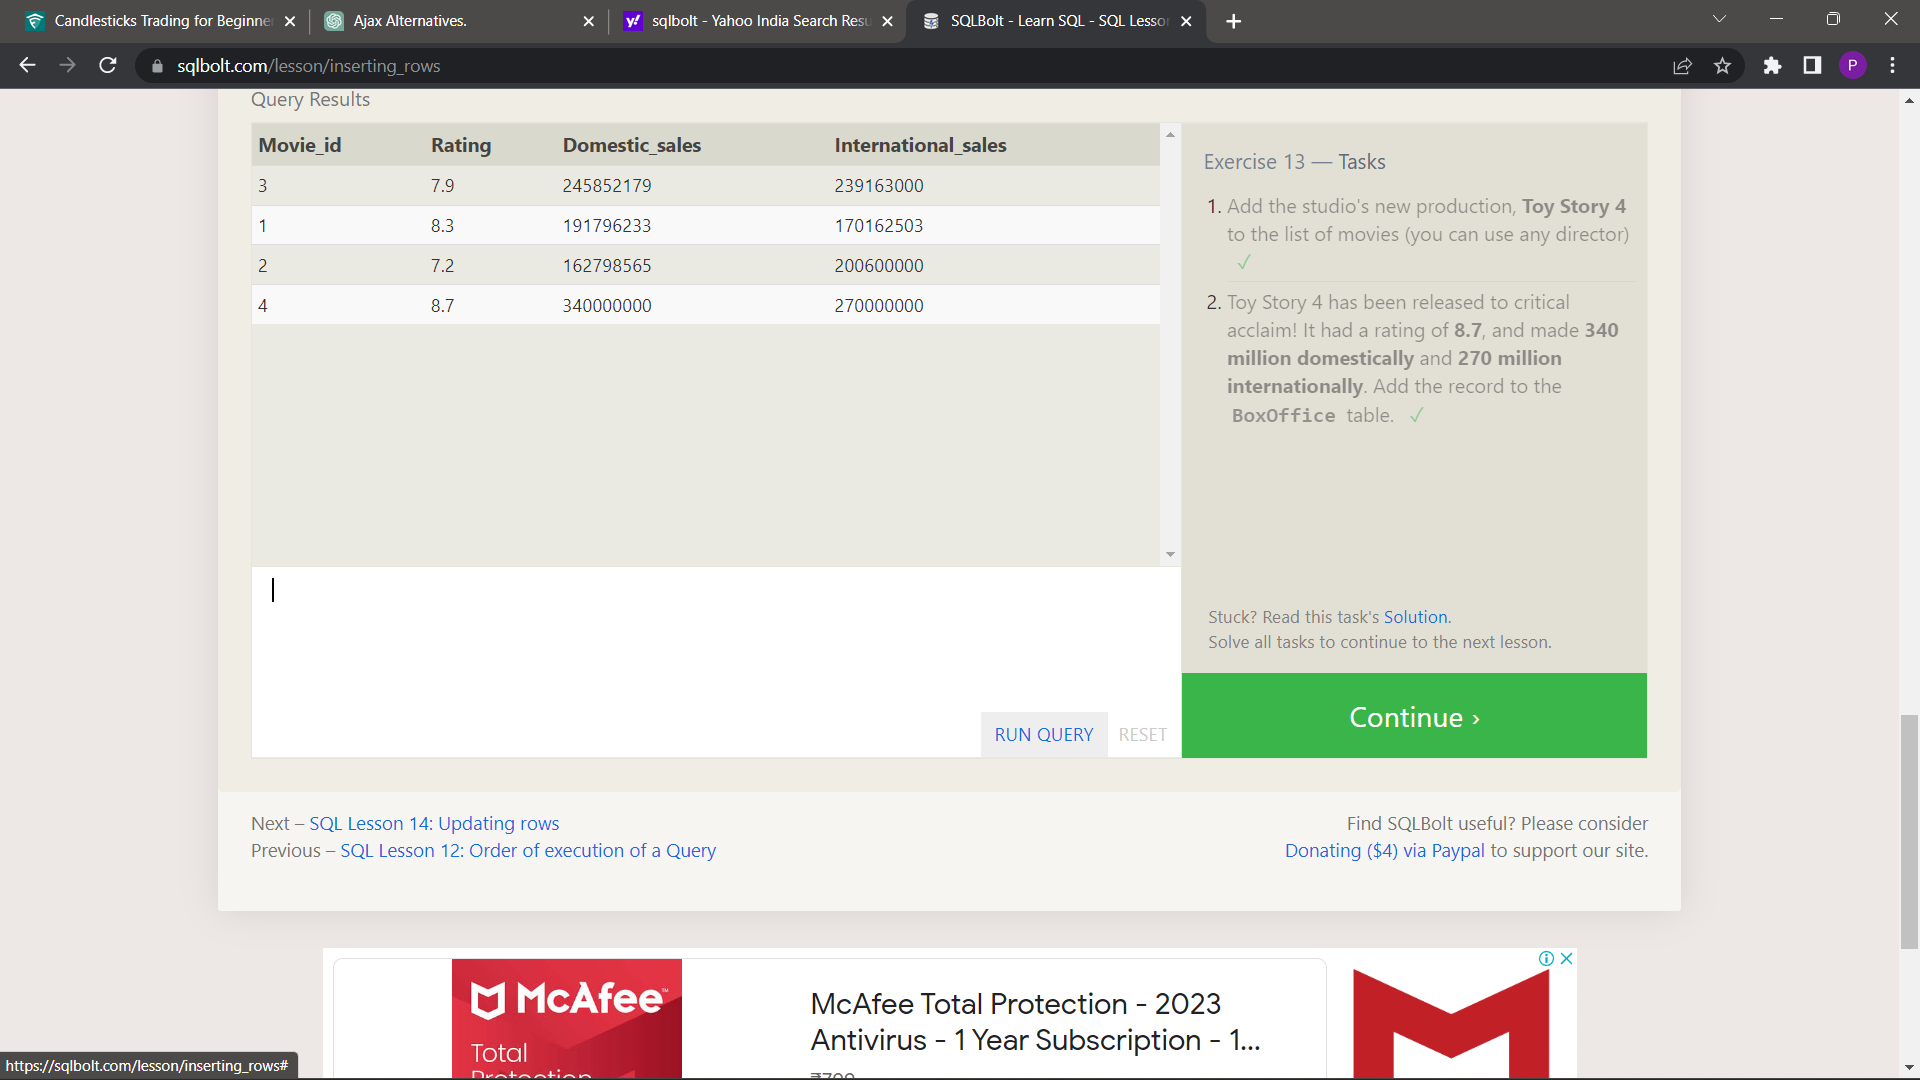 Candlesticks Trading for Beginne
Ajax Alternatives.
sqlbolt - Yahoo India Search Resu
SQLBolt - Learn SQL - SQL Lesson
sqlbolt.com/lesson/inserting_rows
P
Query Results
Movie_id Rating Domestic_sales International_sales
3 7.9 245852179 239163000
1 8.3 191796233 170162503
2 7.2 162798565 200600000
4 8.7 340000000 270000000
Exercise 13 — Tasks
1. Add the studio's new production, Toy Story 4
to the list of movies (you can use any director)
✓
2. Toy Story 4 has been released to critical
acclaim! It had a rating of 8.7, and made 340
million domestically and 270 million
internationally. Add the record to the
BoxOffice table. ✓
Stuck? Read this task's Solution.
Solve all tasks to continue to the next lesson.
RUN QUERY RESET
Continue ›
Next – SQL Lesson 14: Updating rows
Previous – SQL Lesson 12: Order of execution of a Query
Find SQLBolt useful? Please consider
Donating ($4) via Paypal to support our site.
McAfee™
Total
Protection
McAfee Total Protection - 2023
Antivirus - 1 Year Subscription - 1...
https://sqlbolt.com/lesson/inserting_rows#